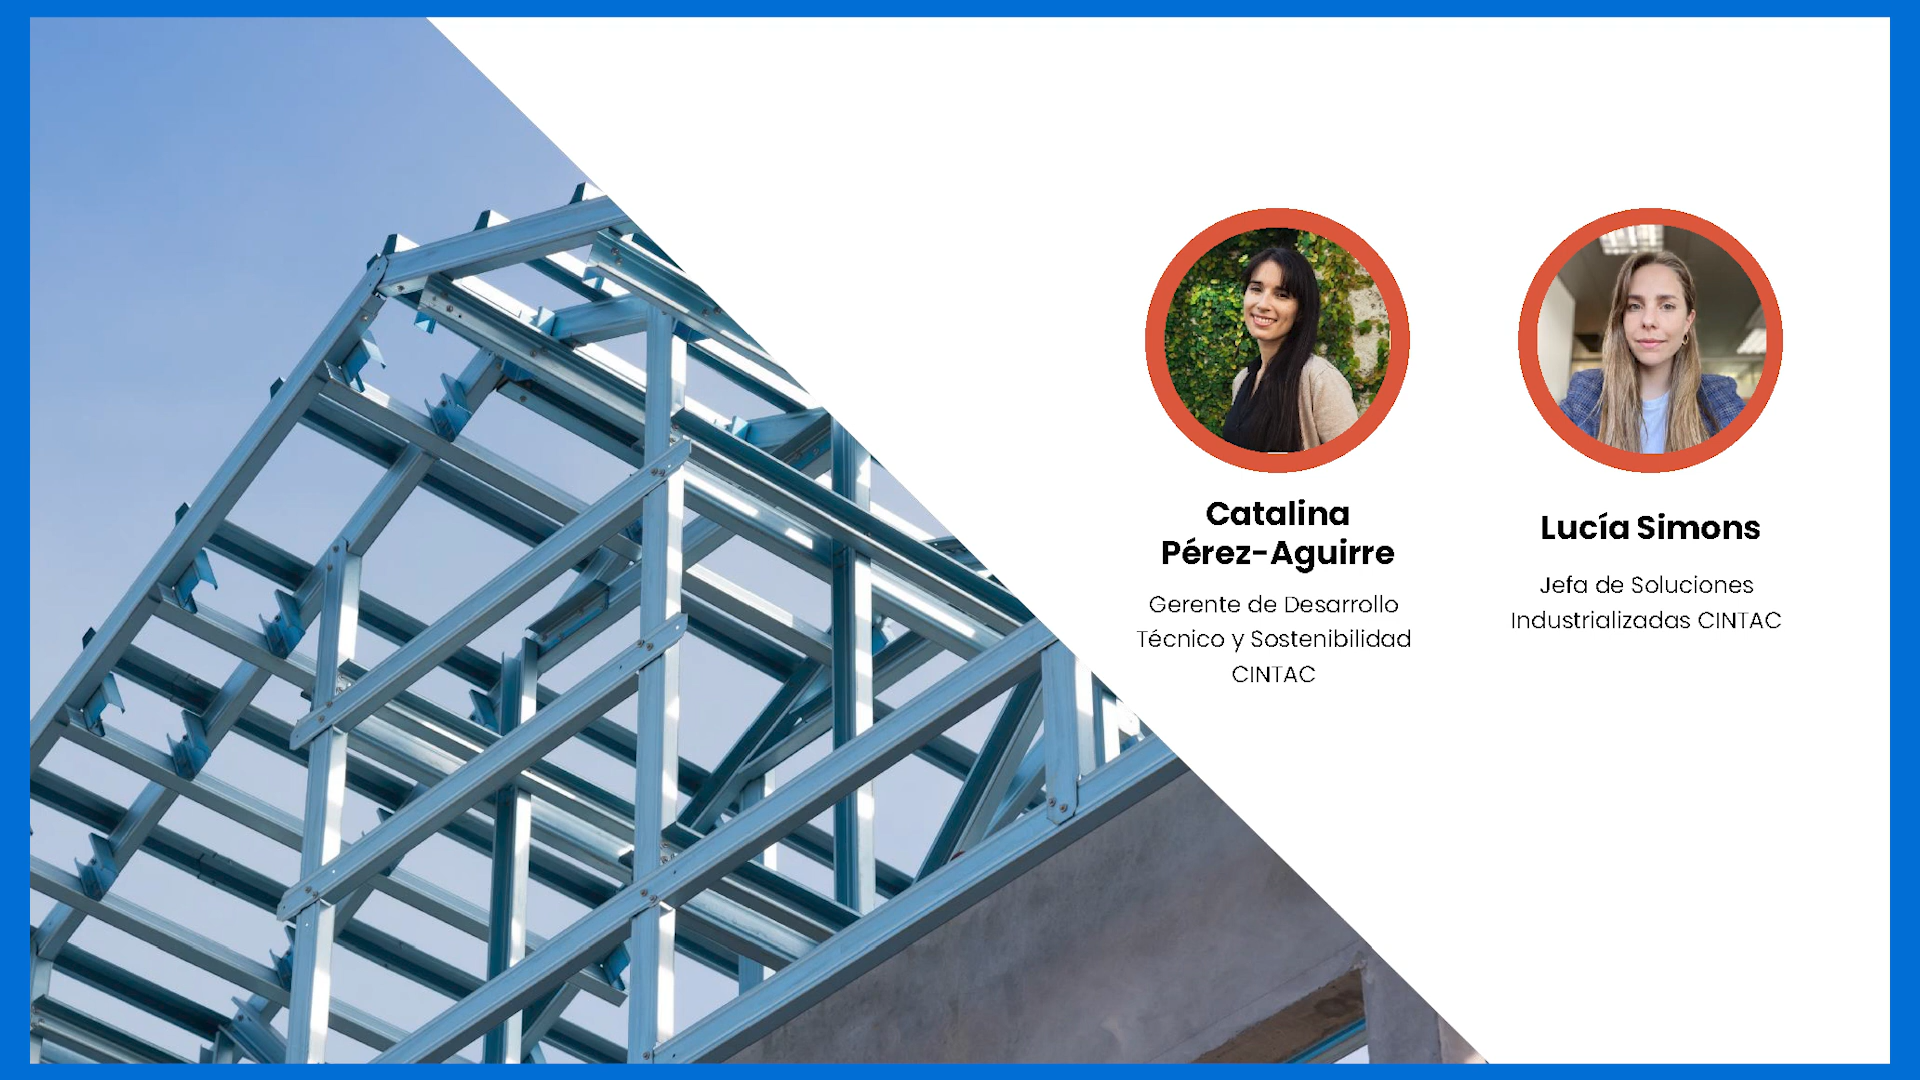 Catalina
Pérez-Aguirre
Gerente de Desarrollo
Técnico y Sostenibilidad
CINTAC
Lucía Simons
Jefa de Soluciones
Industrializadas CINTAC